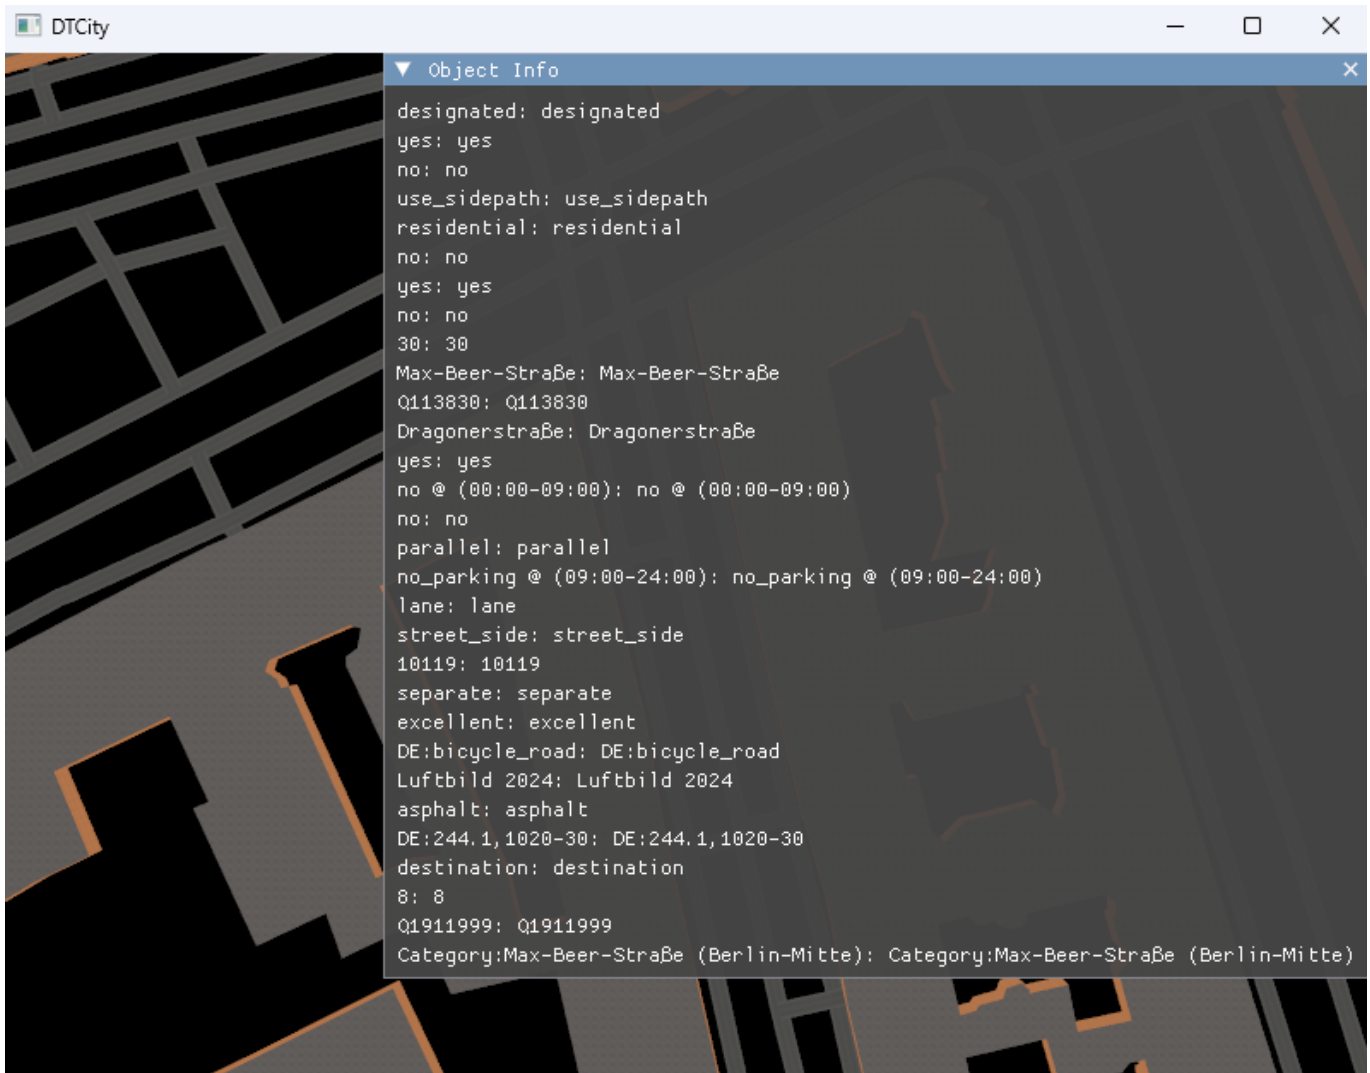 DTCity
Object Info
designated: designated
yes: yes
no: no
use_sidepath: use_sidepath
residential: residential
no: no
yes: yes
no: no
30: 30
Max-Beer-Straße: Max-Beer-Straße
Q113830: Q113830
Dragonerstraße: Dragonerstraße
yes: yes
no @ (00:00-09:00): no @ (00:00-09:00)
no: no
parallel: parallel
no_parking @ (09:00-24:00): no_parking @ (09:00-24:00)
lane: lane
street_side: street_side
10119: 10119
separate: separate
excellent: excellent
DE:bicycle_road: DE:bicycle_road
Luftbild 2024: Luftbild 2024
asphalt: asphalt
DE:244.1,1020-30: DE:244.1,1020-30
destination: destination
8: 8
Q1911999: Q1911999
Category:Max-Beer-Straße (Berlin-Mitte): Category:Max-Beer-Straße (Berlin-Mitte)